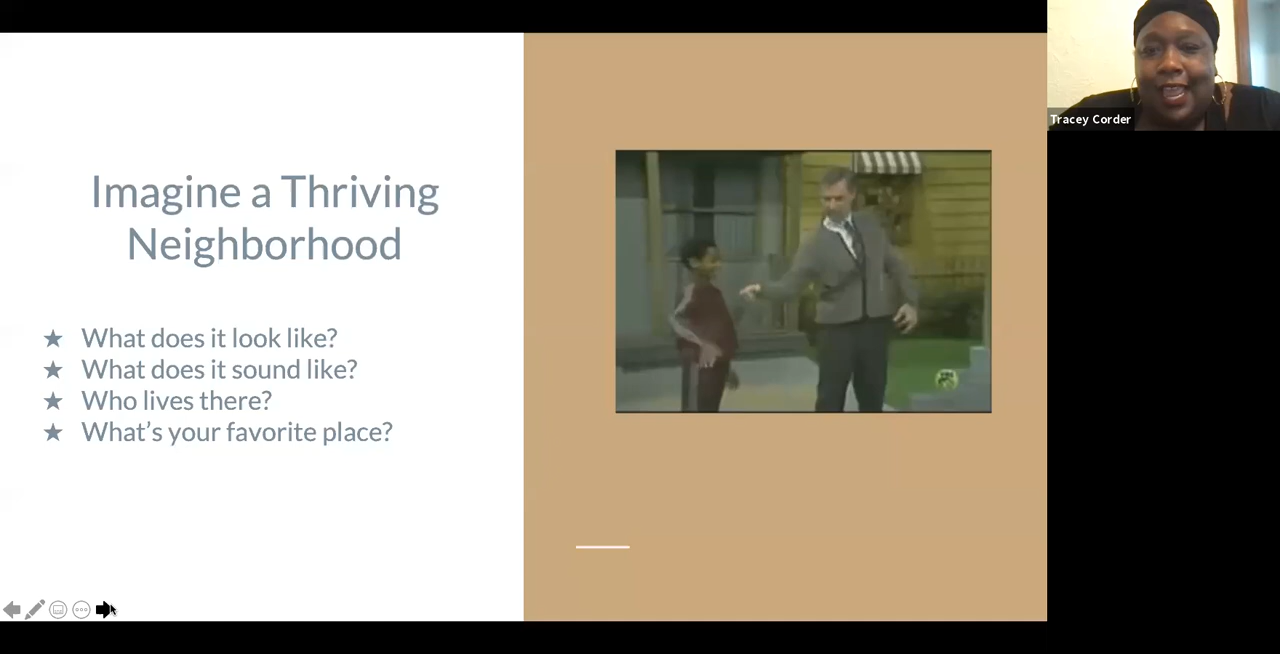 Imagine a Thriving
Neighborhood
★ What does it look like?
★ What does it sound like?
★ Who lives there?
★ What’s your favorite place?
Tracey Corder